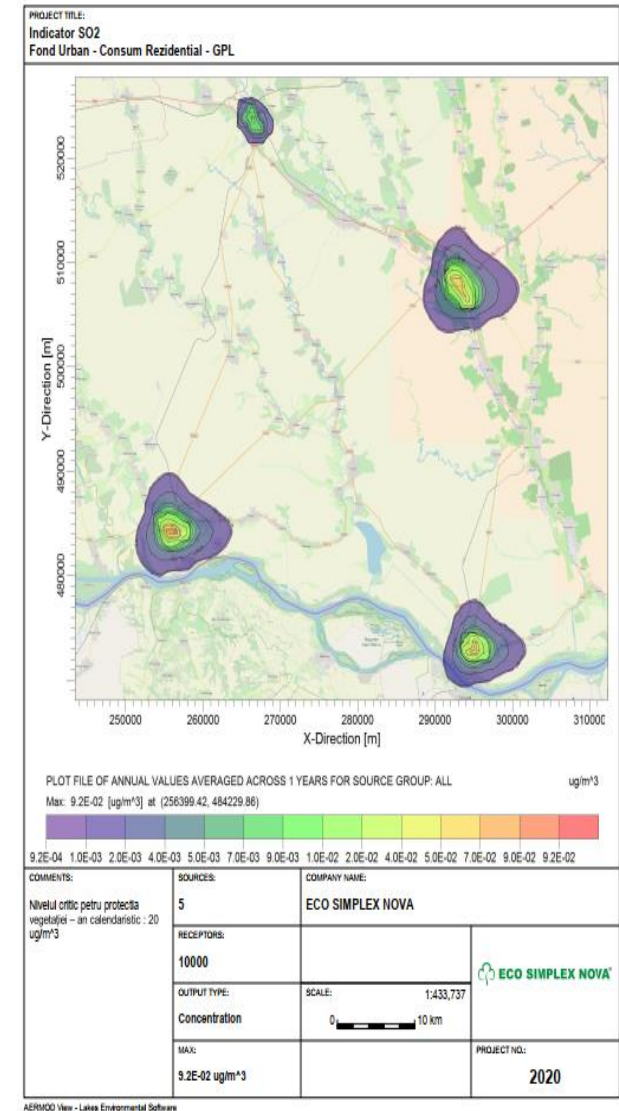 PROJECT TITLE:
Indicator SO2
Fond Urban - Consum Rezidential - GPL
Y-Direction [m]
520000
510000
500000
490000
480000
250000 260000 270000 280000 290000 300000 310000
X-Direction [m]
PLOT FILE OF ANNUAL VALUES AVERAGED ACROSS 1 YEARS FOR SOURCE GROUP: ALL ug/m^3
Max: 9.2E-02 [ug/m^3] at (256399.42, 484229.86)
9.2E-04 1.0E-03 2.0E-03 4.0E-03 5.0E-03 7.0E-03 9.0E-03 1.0E-02 2.0E-02 4.0E-02 5.0E-02 7.0E-02 9.0E-02 9.2E-02
COMMENTS:
Nivelul critic petru protectia
vegetației – an calendaristic : 20
ug/m^3
SOURCES:
5
COMPANY NAME:
ECO SIMPLEX NOVA
RECEPTORS:
10000
ECO SIMPLEX NOVA
OUTPUT TYPE:
Concentration
SCALE: 1:433,737
0 10 km
MAX:
9.2E-02 ug/m^3
PROJECT NO.:
2020
AERMOD View - Lakes Environmental Software